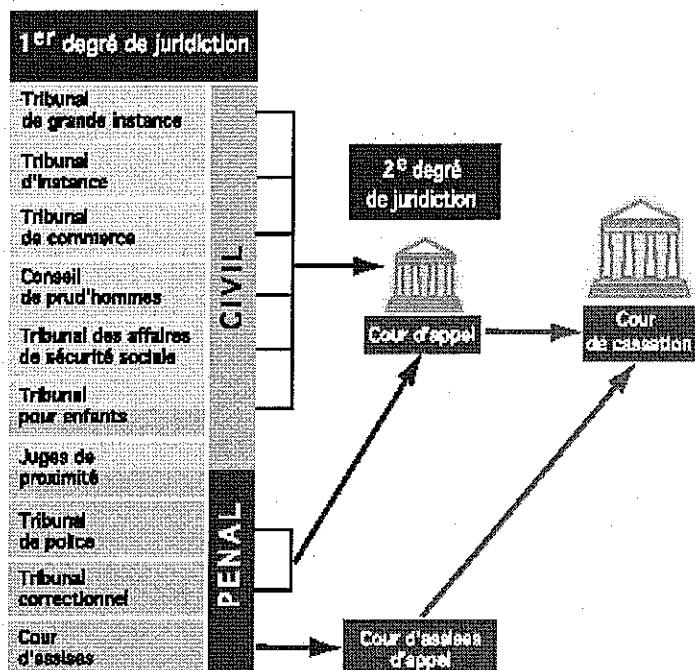 1er degré de juridiction
Tribunal
de grande instance
Tribunal
d'instance
Tribunal
de commerce
Conseil
de prud'hommes
Tribunal des affaires
de sécurité sociale
Tribunal
pour enfants
Juges de
proximité
Tribunal
de police
Tribunal
correctionnel
Cour
d'assises
CIVIL
PENAL
2e degré
de juridiction
Cour d'appel
Cour d'assises
d'appel
Cour
de cassation